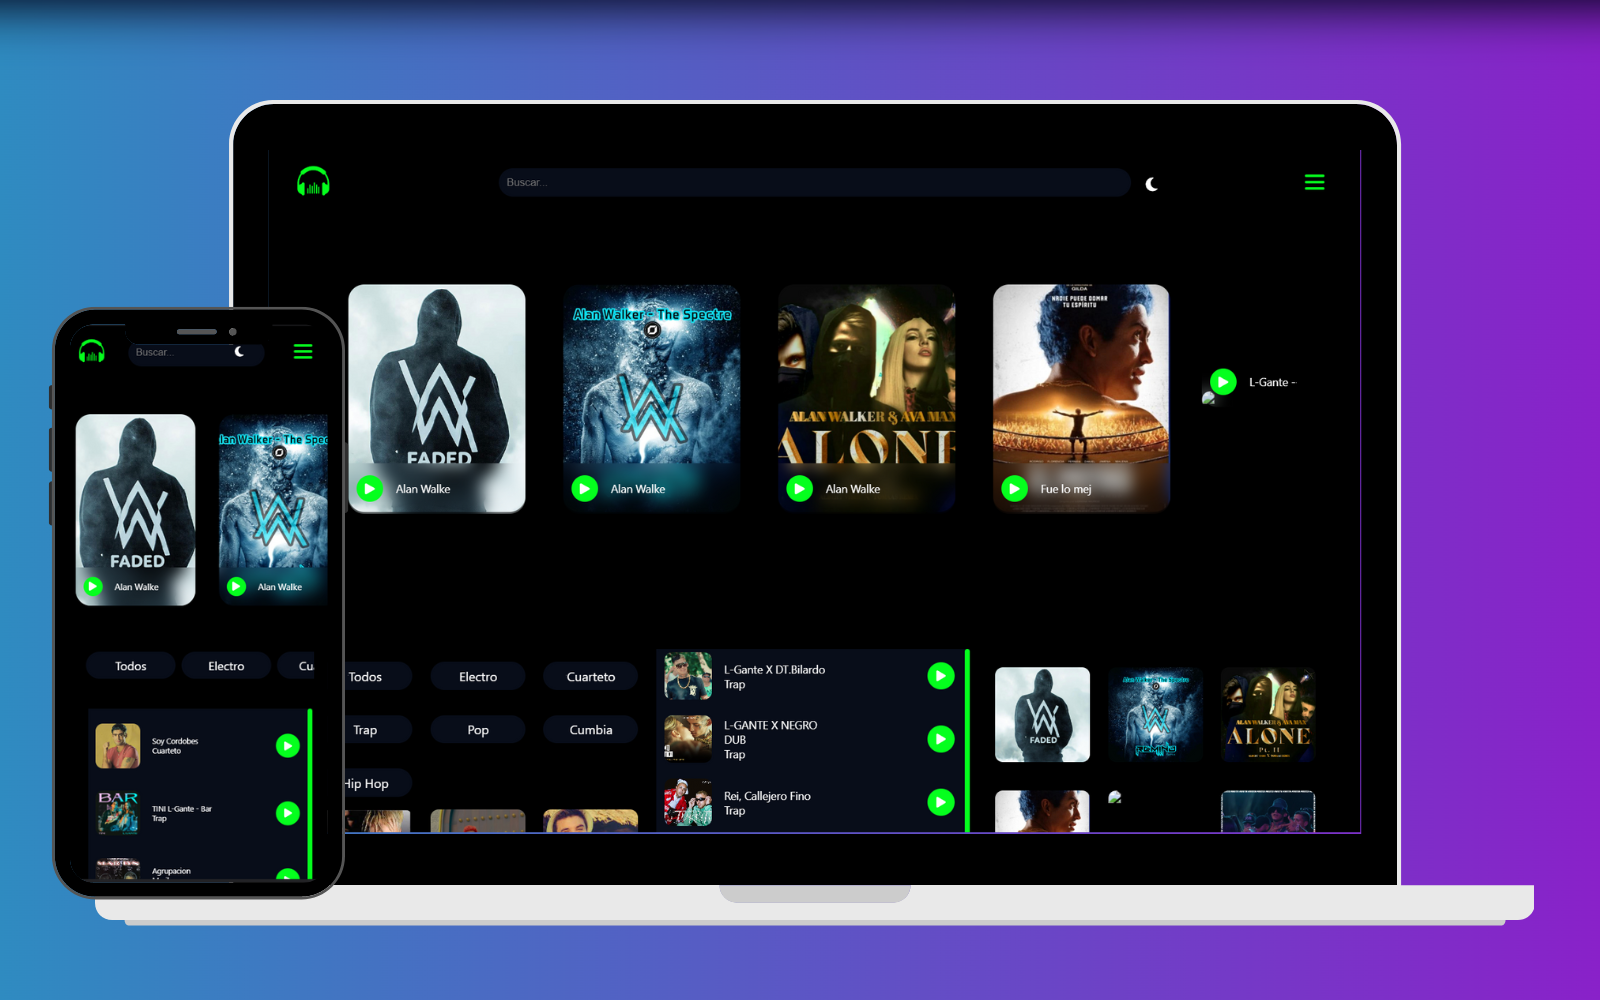 Buscar...
GILDA
NADIE PUEDE DOMAR
TU ESPÍRITU
Alan Walker - The Spectre
FADED
ALAN WALKER & AVA MAX
ALONE
Alan Walke
Alan Walke
Alan Walke
Fue lo mej
L-Gante -
Todos
Electro
Cuarteto
Trap
Pop
Cumbia
Hip Hop
L-Gante X DT.Bilardo
Trap
L-GANTE X NEGRO
DUB
Trap
Rei, Callejero Fino
Trap
FADED
Alan Walker - The Spectre
ALAN WALKER & AVA MAX
ALONE
PT. II
Buscar...
FADED
lan Walker - The Spec
Alan Walke
Alan Walke
Todos
Electro
Cu
Soy Cordobes
Cuarteto
BAR
TINI L-Gante - Bar
Trap
Agrupacion